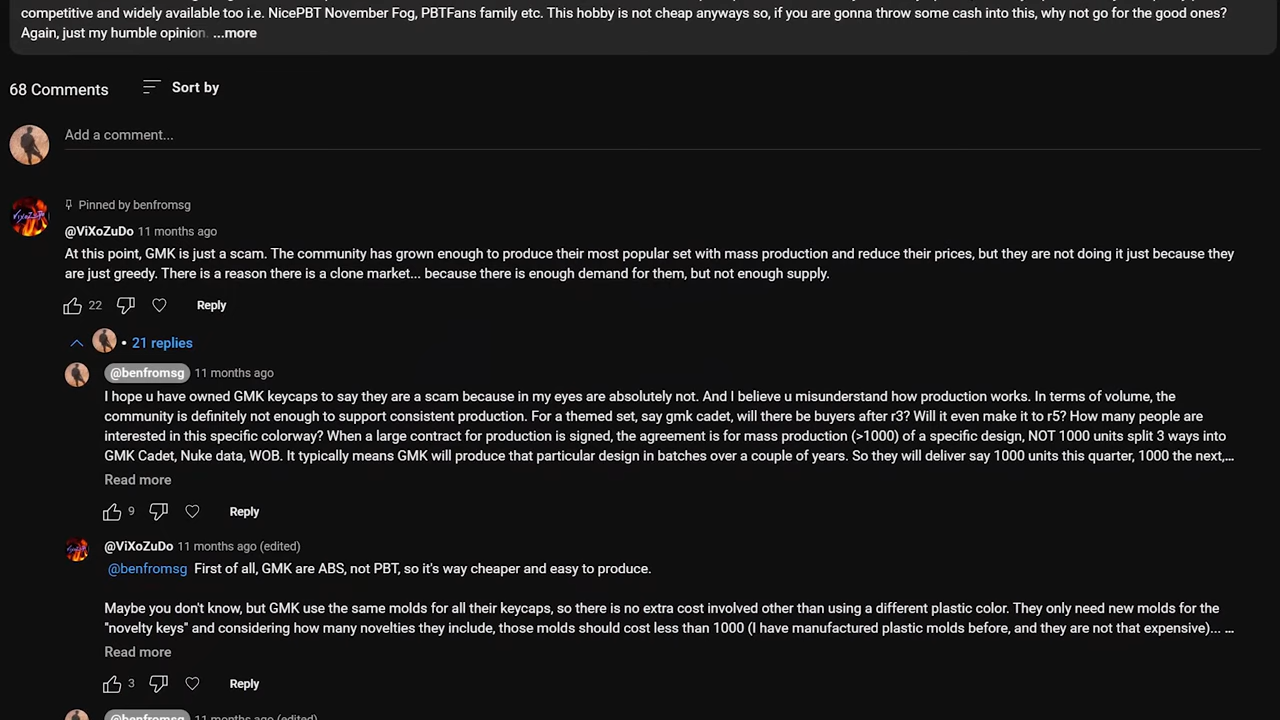 competitive and widely available too i.e. NicePBT November Fog, PBTFans family etc. This hobby is not cheap anyways so, if you are gonna throw some cash into this, why not go for the good ones?
Again, just my humble opinion. ...more
68 Comments
Sort by
Add a comment...
Pinned by benfromsg
@ViXoZuDo 11 months ago
At this point, GMK is just a scam. The community has grown enough to produce their most popular set with mass production and reduce their prices, but they are not doing it just because they
are just greedy. There is a reason there is a clone market... because there is enough demand for them, but not enough supply.
22 Reply
• 21 replies
@benfromsg 11 months ago
I hope u have owned GMK keycaps to say they are a scam because in my eyes are absolutely not. And I believe u misunderstand how production works. In terms of volume, the
community is definitely not enough to support consistent production. For a themed set, say gmk cadet, will there be buyers after r3? Will it even make it to r5? How many people are
interested in this specific colorway? When a large contract for production is signed, the agreement is for mass production (>1000) of a specific design, NOT 1000 units split 3 ways into
GMK Cadet, Nuke data, WOB. It typically means GMK will produce that particular design in batches over a couple of years. So they will deliver say 1000 units this quarter, 1000 the next,...
Read more
9 Reply
@ViXoZuDo 11 months ago (edited)
@benfromsg First of all, GMK are ABS, not PBT, so it's way cheaper and easy to produce.
Maybe you don't know, but GMK use the same molds for all their keycaps, so there is no extra cost involved other than using a different plastic color. They only need new molds for the
"novelty keys" and considering how many novelties they include, those molds should cost less than 1000 (I have manufactured plastic molds before, and they are not that expensive)... ...
Read more
3 Reply
@benfromsg 11 months ago (edited)